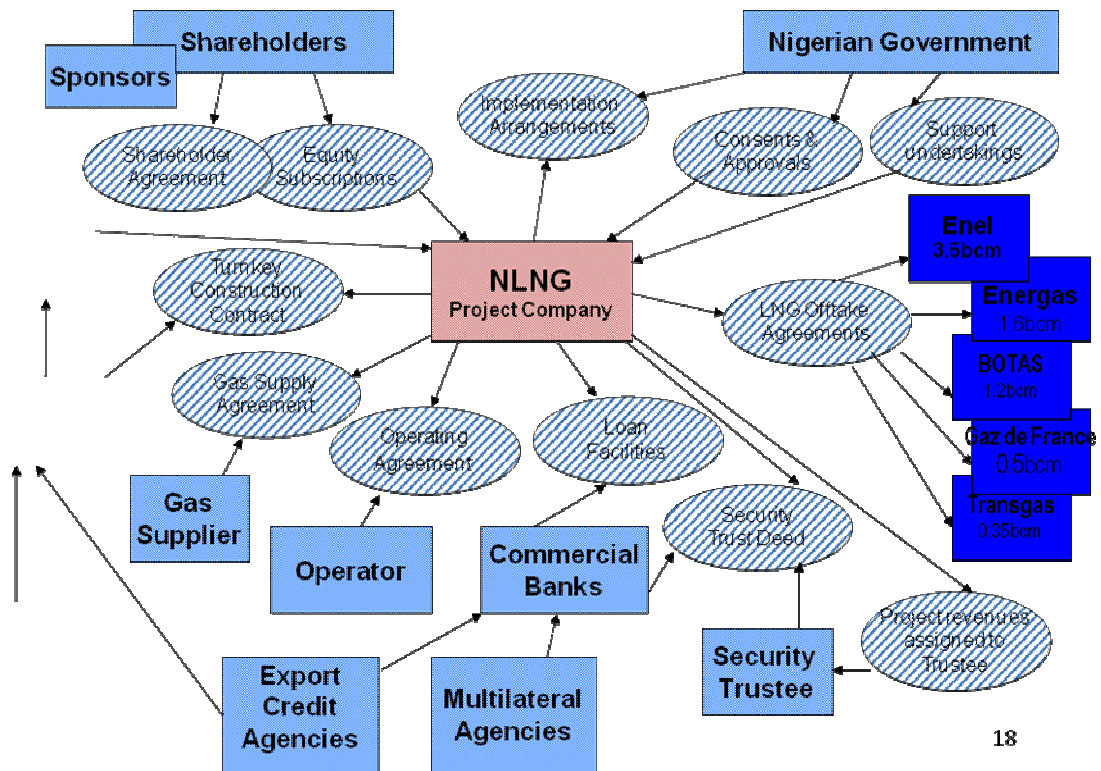 Shareholders
Sponsors
Nigerian Government
Implementation
Arrangements
Shareholder
Agreement
Equity
Subscriptions
Consents &
Approvals
Support
undertakings
Enel
3.5bcm
NLNG
Project Company
Turnkey
Construction
Contract
LNG Offtake
Agreements
Energas
1.6bcm
BOTAS
1.2bcm
Gas Supply
Agreement
Operating
Agreement
Loan
Facilities
Gaz de France
0.5bcm
Transgas
0.35bcm
Gas
Supplier
Operator
Commercial
Banks
Security
Trust Deed
Project revenues
assigned to
Trustee
Security
Trustee
Export
Credit
Agencies
Multilateral
Agencies
18